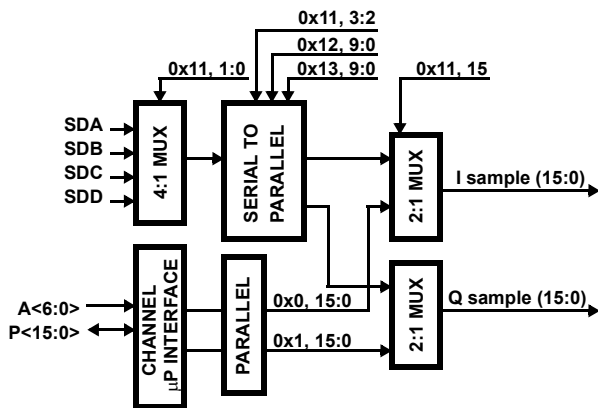 0x11, 3:2
0x12, 9:0
0x11, 1:0
0x13, 9:0
0x11, 15
SDA
SDB
SDC
SDD
4:1 MUX
SERIAL TO
PARALLEL
2:1 MUX
I sample (15:0)
A<6:0>
P<15:0>
CHANNEL
µP INTERFACE
PARALLEL
0x0, 15:0
0x1, 15:0
2:1 MUX
Q sample (15:0)